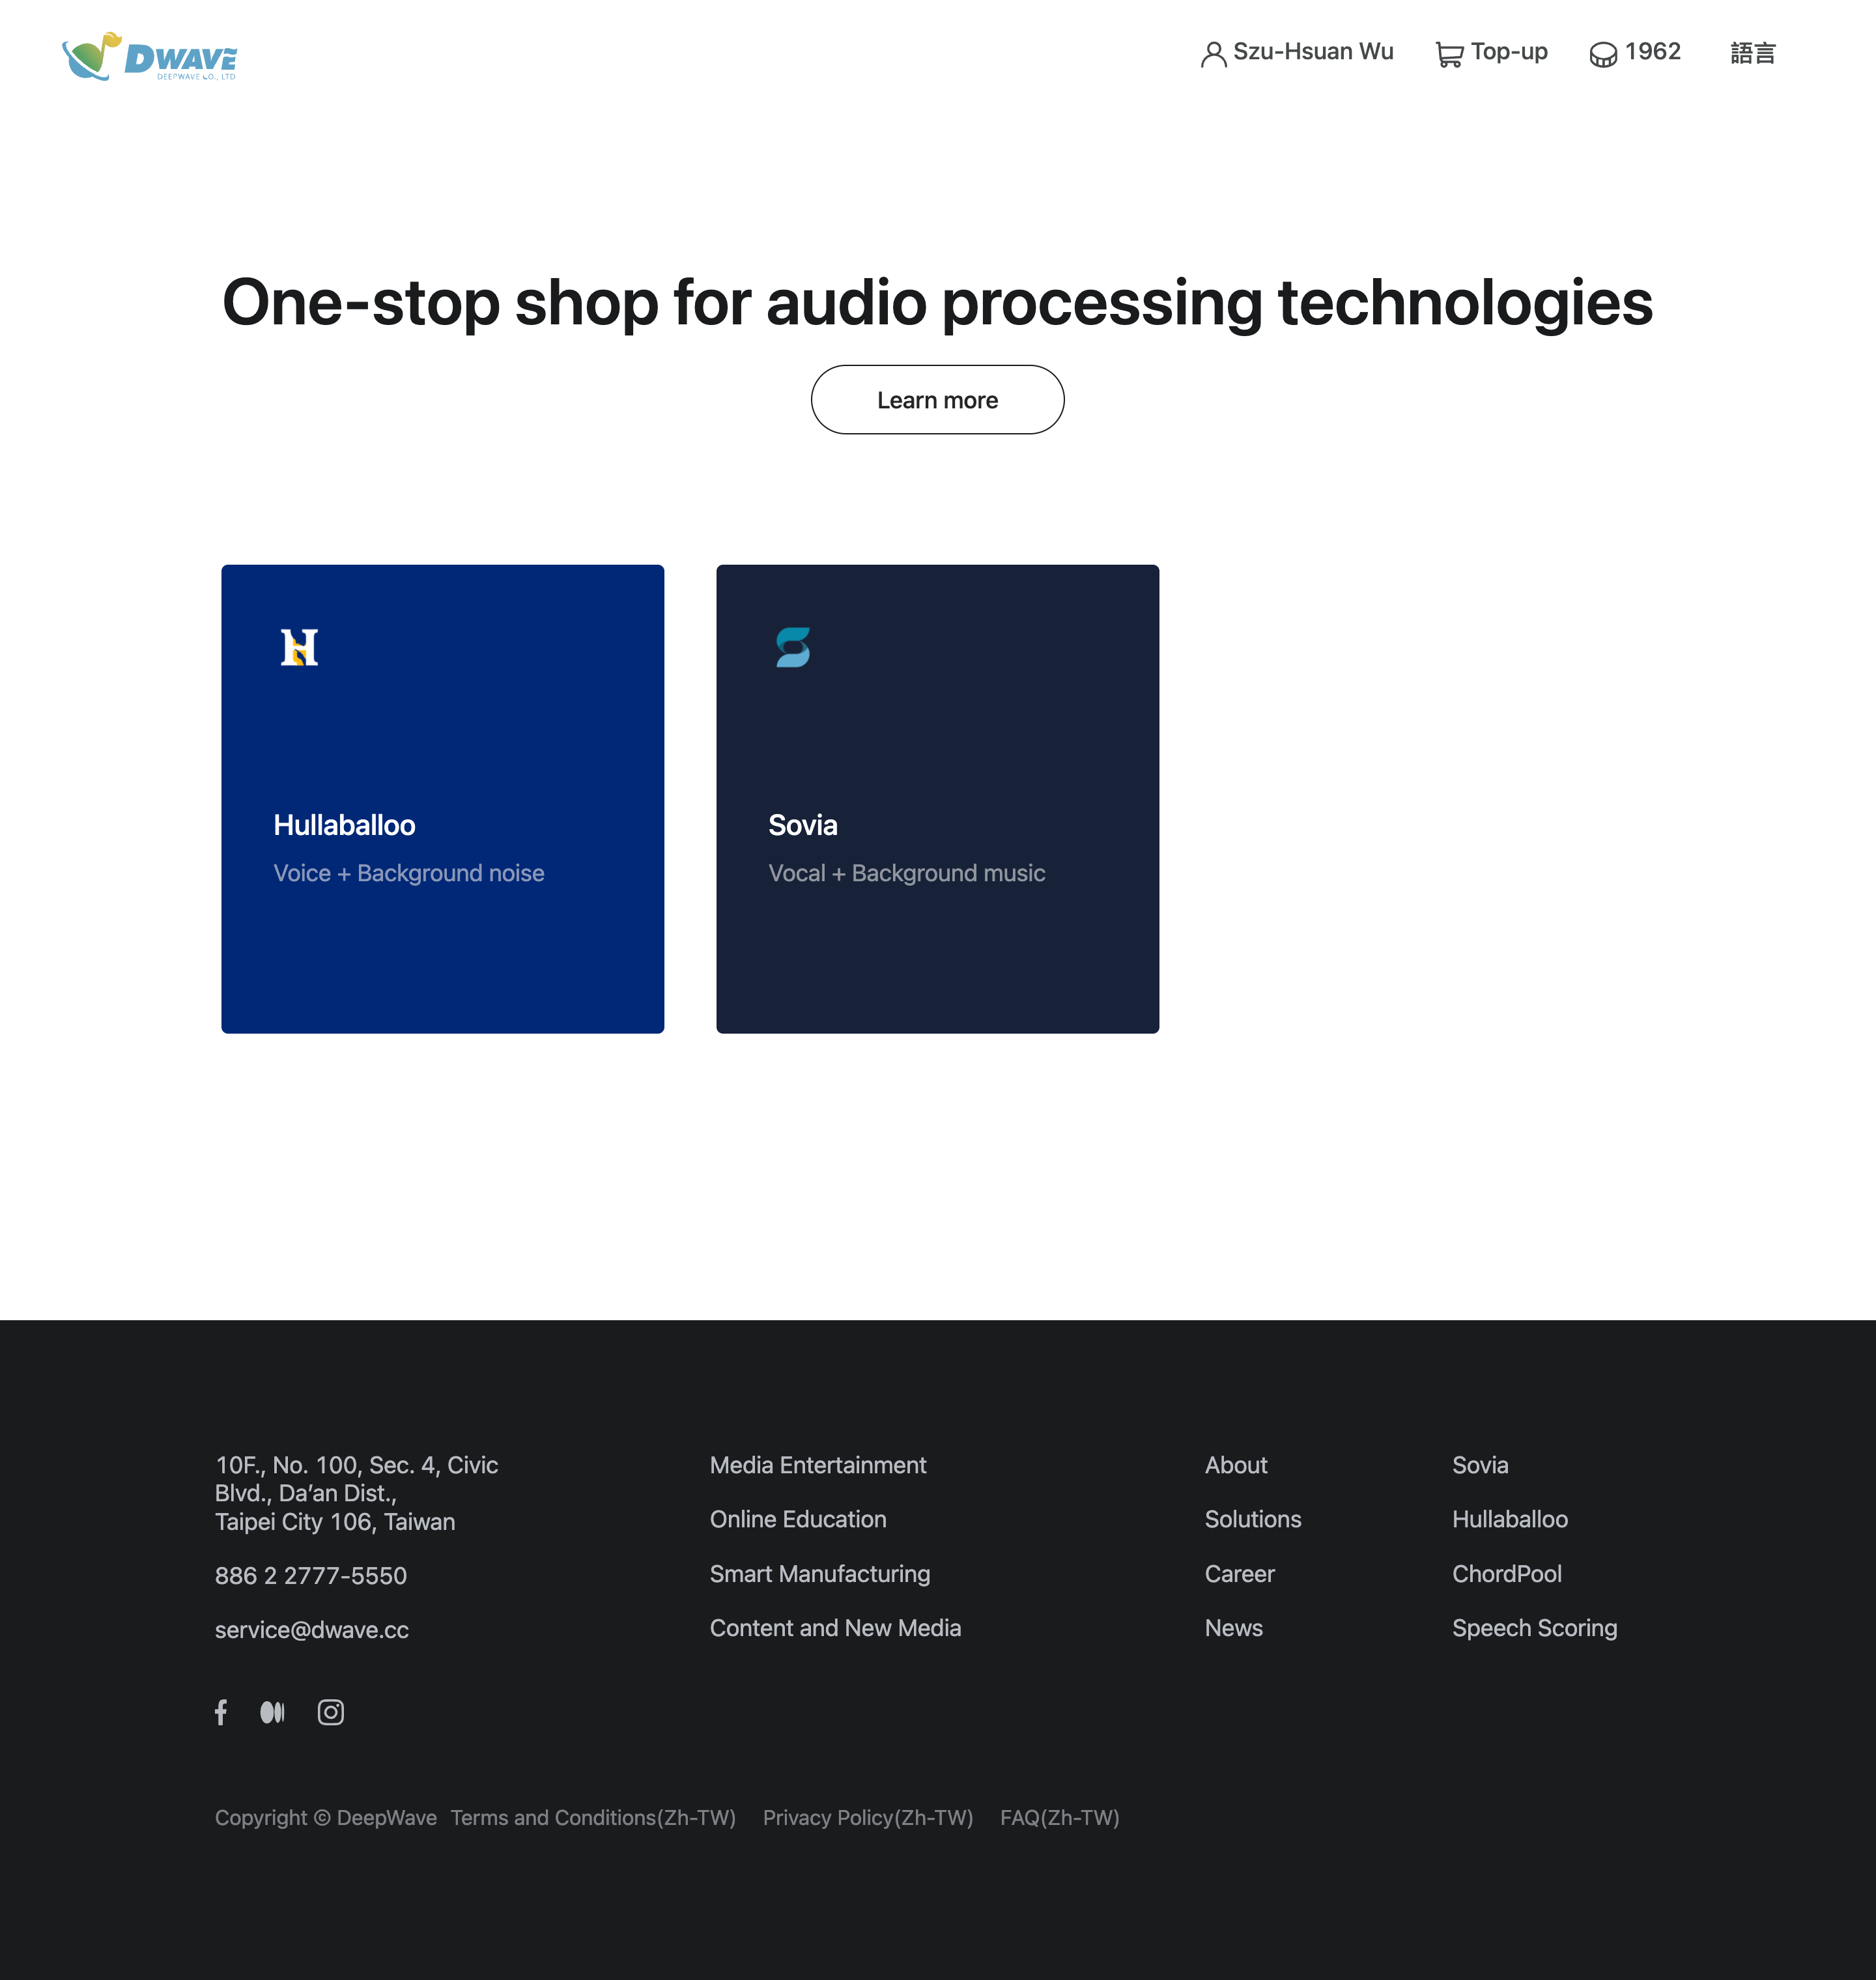 DWAVE
DEEPWAVE CO., LTD
Szu-Hsuan Wu
Top-up
1962
語言
One-stop shop for audio processing technologies
Learn more
Hullaballoo
Voice + Background noise
Sovia
Vocal + Background music
10F., No. 100, Sec. 4, Civic
Blvd., Da’an Dist.,
Taipei City 106, Taiwan
886 2 2777-5550
service@dwave.cc
Media Entertainment
Online Education
Smart Manufacturing
Content and New Media
About
Solutions
Career
News
Sovia
Hullaballoo
ChordPool
Speech Scoring
Copyright © DeepWave
Terms and Conditions(Zh-TW)
Privacy Policy(Zh-TW)
FAQ(Zh-TW)